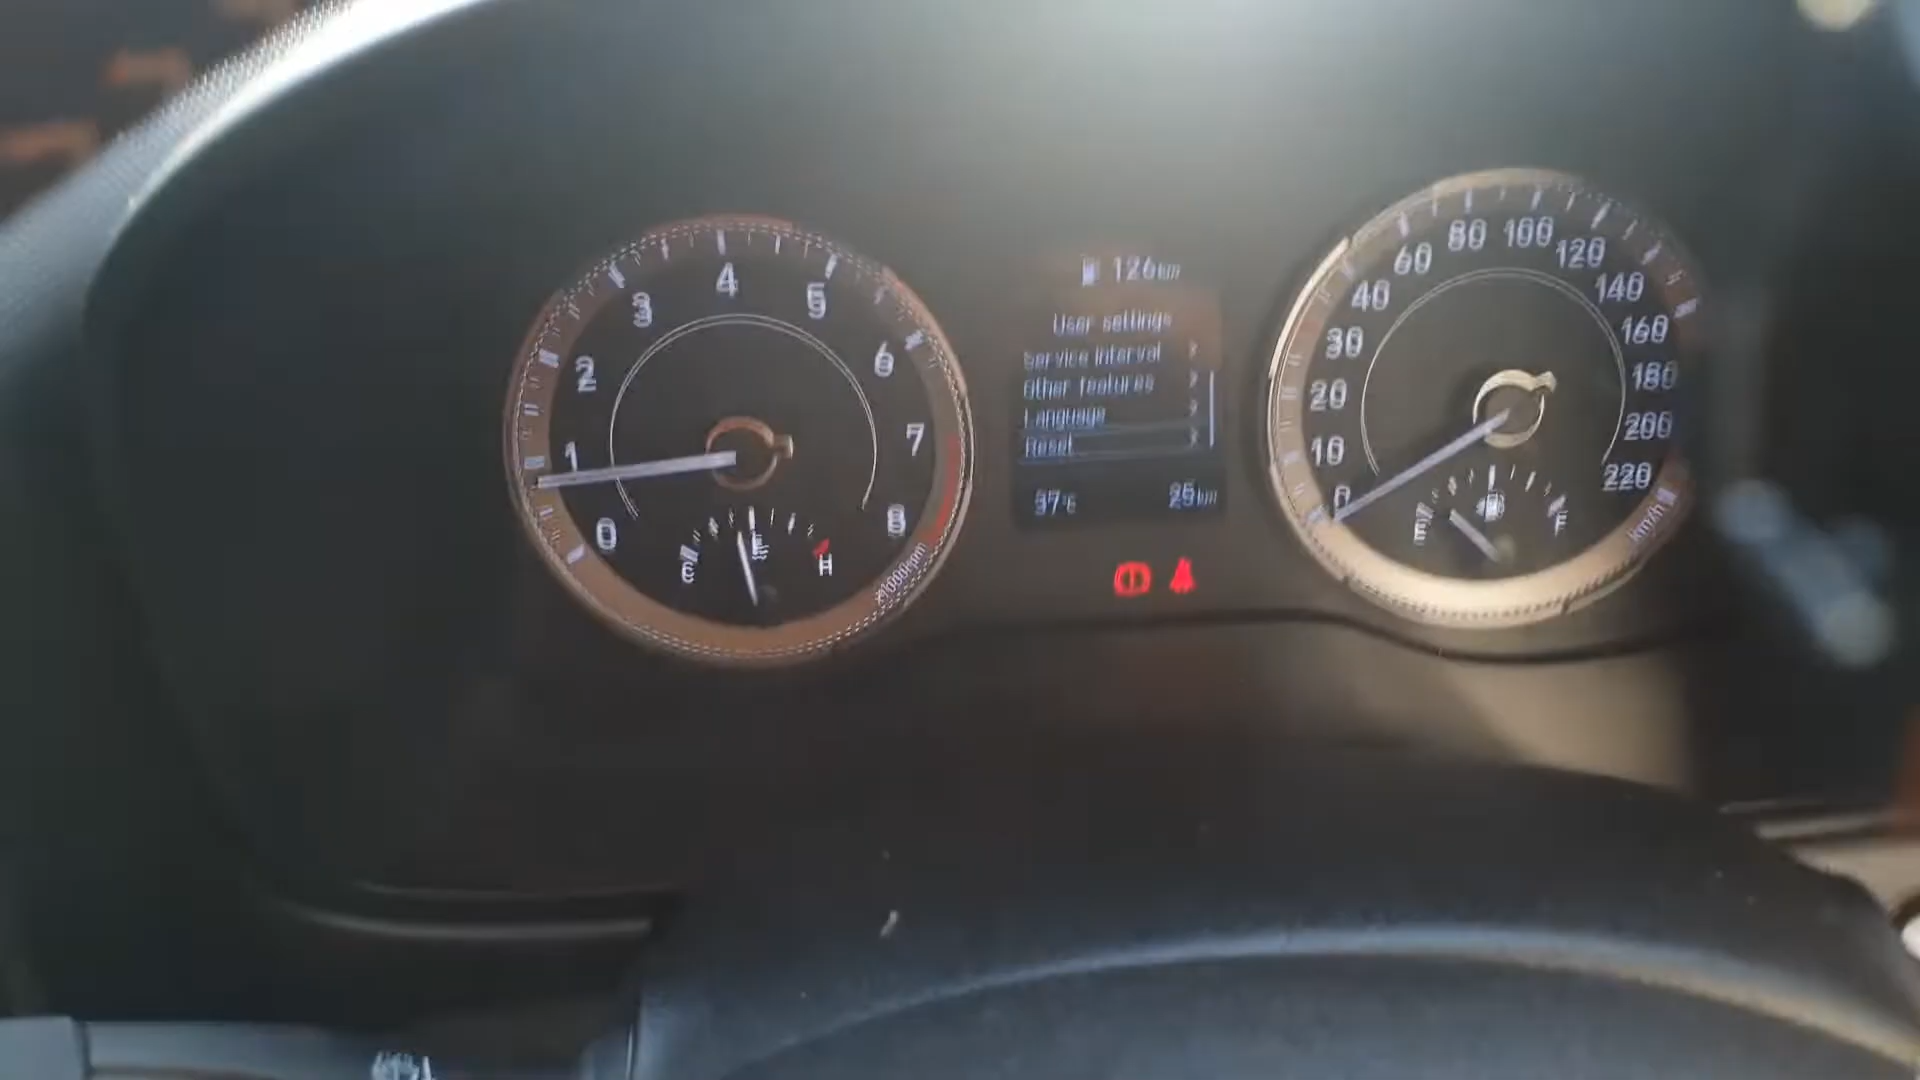 0
1
2
3
4
5
6
7
8
x1000rpm
C
H
126km
User settings
Service interval
Other features
Language
Reset
37°C
25km
0
10
20
30
40
60
80
100
120
140
160
180
200
220
km/h
E
F